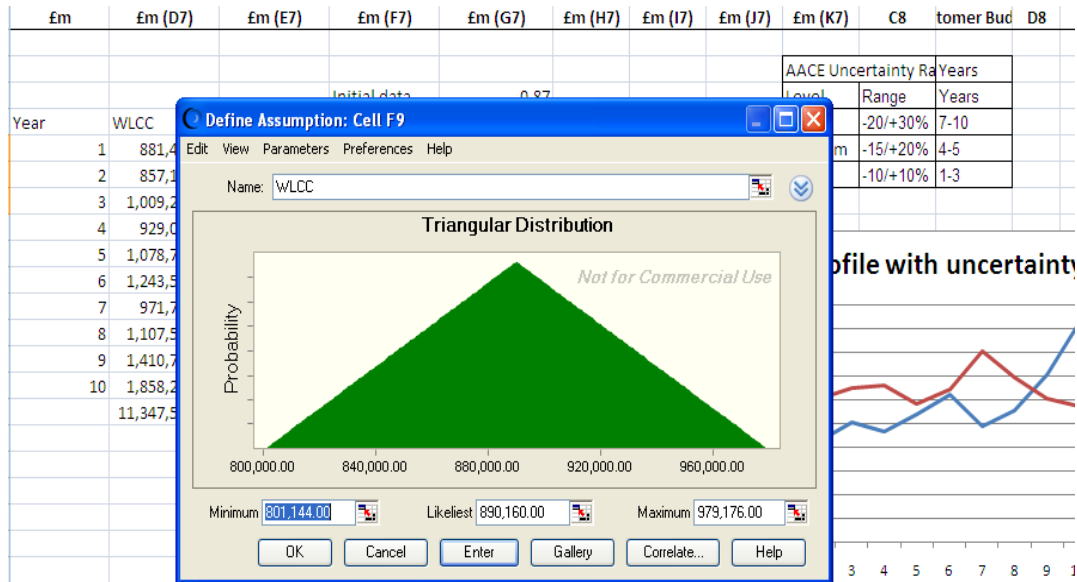 £m £m (D7) £m (E7) £m (F7) £m (G7) £m (H7) £m (I7) £m (J7) £m (K7) C8 tomer Bud D8
AACE Uncertainty Ra Years
Initial data 0.87 Level Range Years
Year WLCC -20/+30% 7-10
1 881,4 m -15/+20% 4-5
2 857,1 -10/+10% 1-3
3 1,009,2
4 929,0
5 1,078,7
6 1,243,5
7 971,7
8 1,107,5
9 1,410,7
10 1,858,2
11,347,5
Define Assumption: Cell F9
Edit View Parameters Preferences Help
Name: WLCC
Triangular Distribution
Not for Commercial Use
Probability
800,000.00 840,000.00 880,000.00 920,000.00 960,000.00
Minimum 801,144.00 Likeliest 890,160.00 Maximum 979,176.00
OK Cancel Enter Gallery Correlate... Help
ofile with uncertainty
3 4 5 6 7 8 9 1